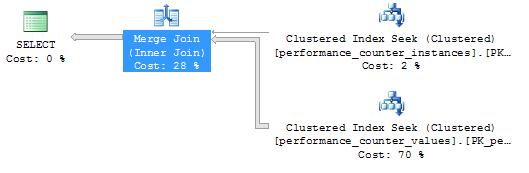 SELECT
Cost: 0 %
Merge Join
(Inner Join)
Cost: 28 %
Clustered Index Seek (Clustered)
[performance_counter_instances].[PK…
Cost: 2 %
Clustered Index Seek (Clustered)
[performance_counter_values].[PK_pe…
Cost: 70 %